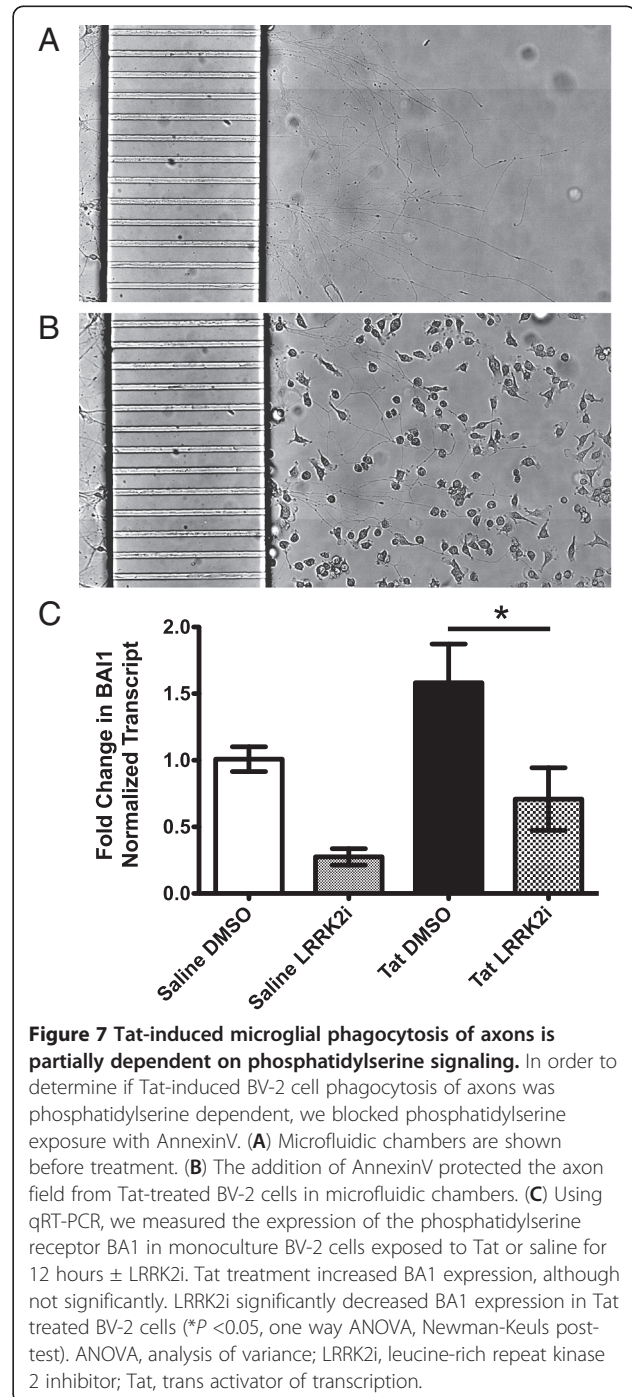 A
B
C
*
2.0
1.5
1.0
0.5
0.0
Fold Change in BAI1
Normalized Transcript
Saline DMSO
Saline LRRK2i
Tat DMSO
Tat LRRK2i
Figure 7 Tat-induced microglial phagocytosis of axons is
partially dependent on phosphatidylserine signaling. In order to
determine if Tat-induced BV-2 cell phagocytosis of axons was
phosphatidylserine dependent, we blocked phosphatidylserine
exposure with AnnexinV. (A) Microfluidic chambers are shown
before treatment. (B) The addition of AnnexinV protected the axon
field from Tat-treated BV-2 cells in microfluidic chambers. (C) Using
qRT-PCR, we measured the expression of the phosphatidylserine
receptor BA1 in monoculture BV-2 cells exposed to Tat or saline for
12 hours ± LRRK2i. Tat treatment increased BA1 expression, although
not significantly. LRRK2i significantly decreased BA1 expression in Tat
treated BV-2 cells (*P <0.05, one way ANOVA, Newman-Keuls post-
test). ANOVA, analysis of variance; LRRK2i, leucine-rich repeat kinase
2 inhibitor; Tat, trans activator of transcription.